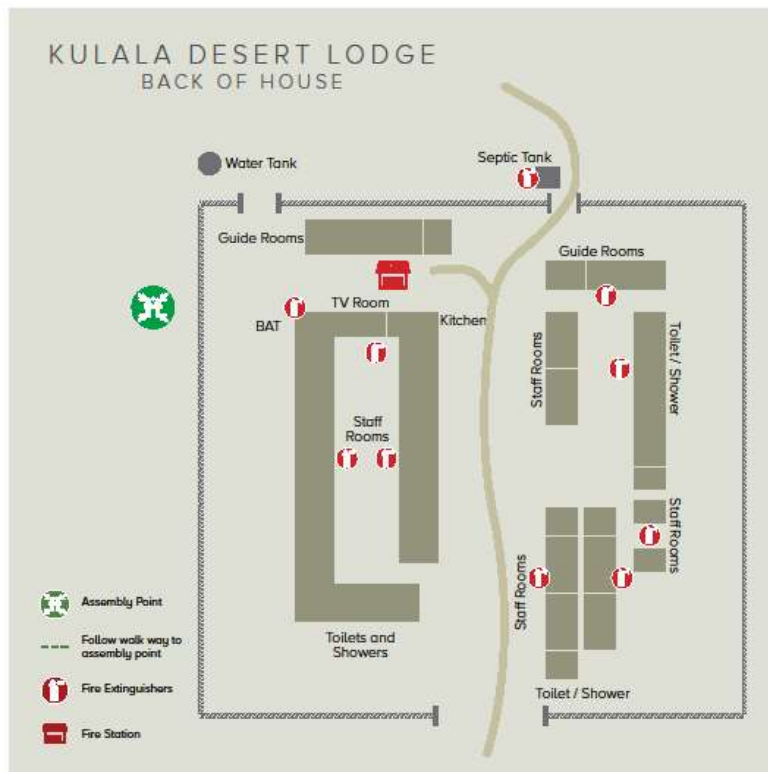 KULALA DESERT LODGE
BACK OF HOUSE
Water Tank
Septic Tank
Guide Rooms
Guide Rooms
TV Room
BAT
Kitchen
Staff Rooms
Toilet / Shower
Staff
Rooms
Staff Rooms
Staff Rooms
Toilets and
Showers
Toilet / Shower
Assembly Point
Follow walk way to
assembly point
Fire Extinguishers
Fire Station